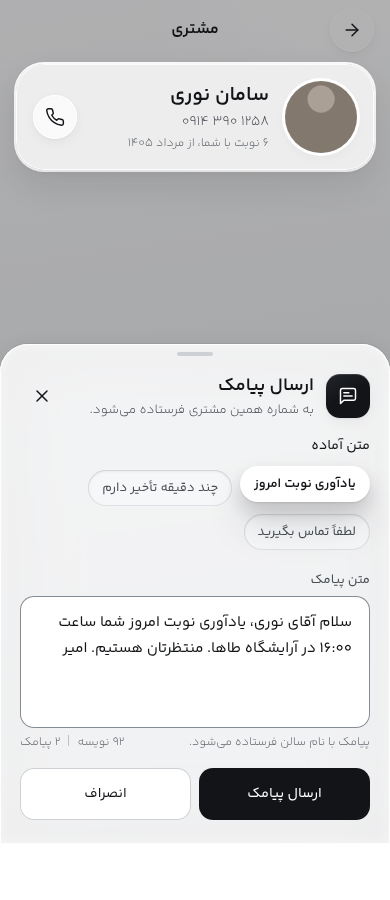 مشتری
سامان نوری
۰۹۱۴ ۳۹۰ ۱۲۵۸
۶ نوبت با شما، از مرداد ۱۴۰۵
ارسال پیامک
به شماره همین مشتری فرستاده می‌شود.
متن آماده
یادآوری نوبت امروز
چند دقیقه تأخیر دارم
لطفاً تماس بگیرید
متن پیامک
سلام آقای نوری، یادآوری نوبت امروز شما ساعت
۱۶:۰۰ در آرایشگاه طاها. منتظرتان هستیم. امیر
پیامک با نام سالن فرستاده می‌شود.
۹۲ نویسه | ۲ پیامک
ارسال پیامک
انصراف